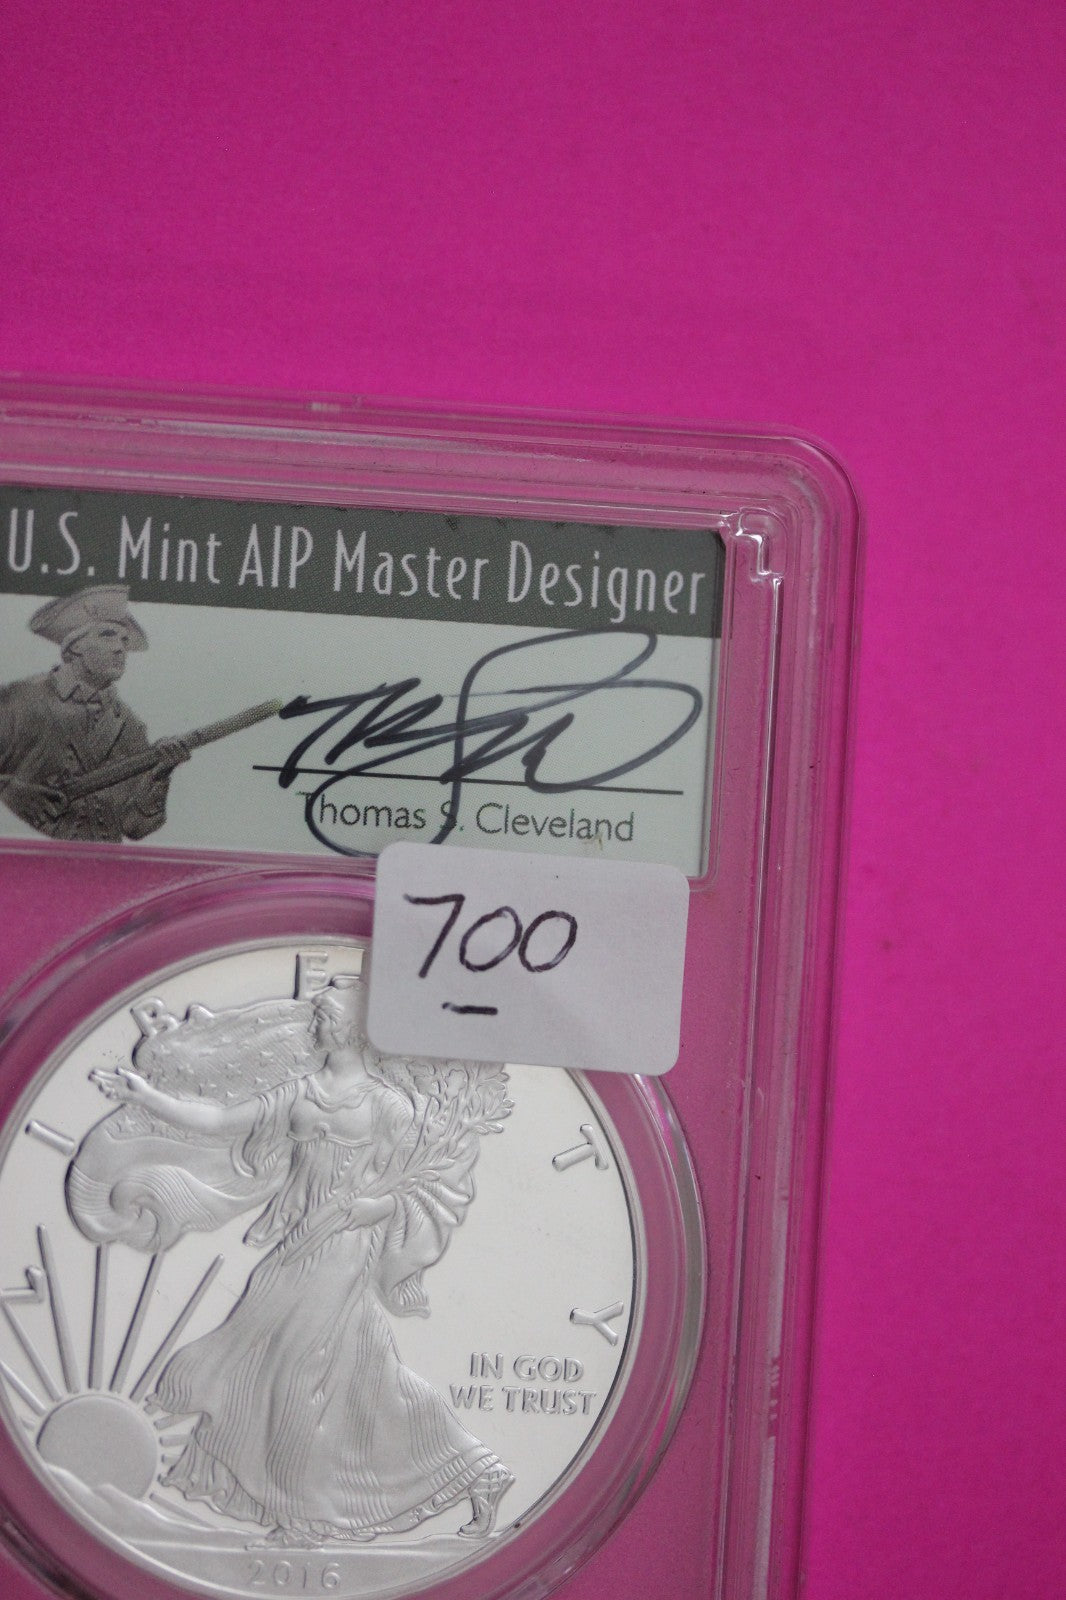 U.S. Mint AIP Master Designer
Thomas S. Cleveland
700
LIBERTY
IN GOD
WE TRUST
2016